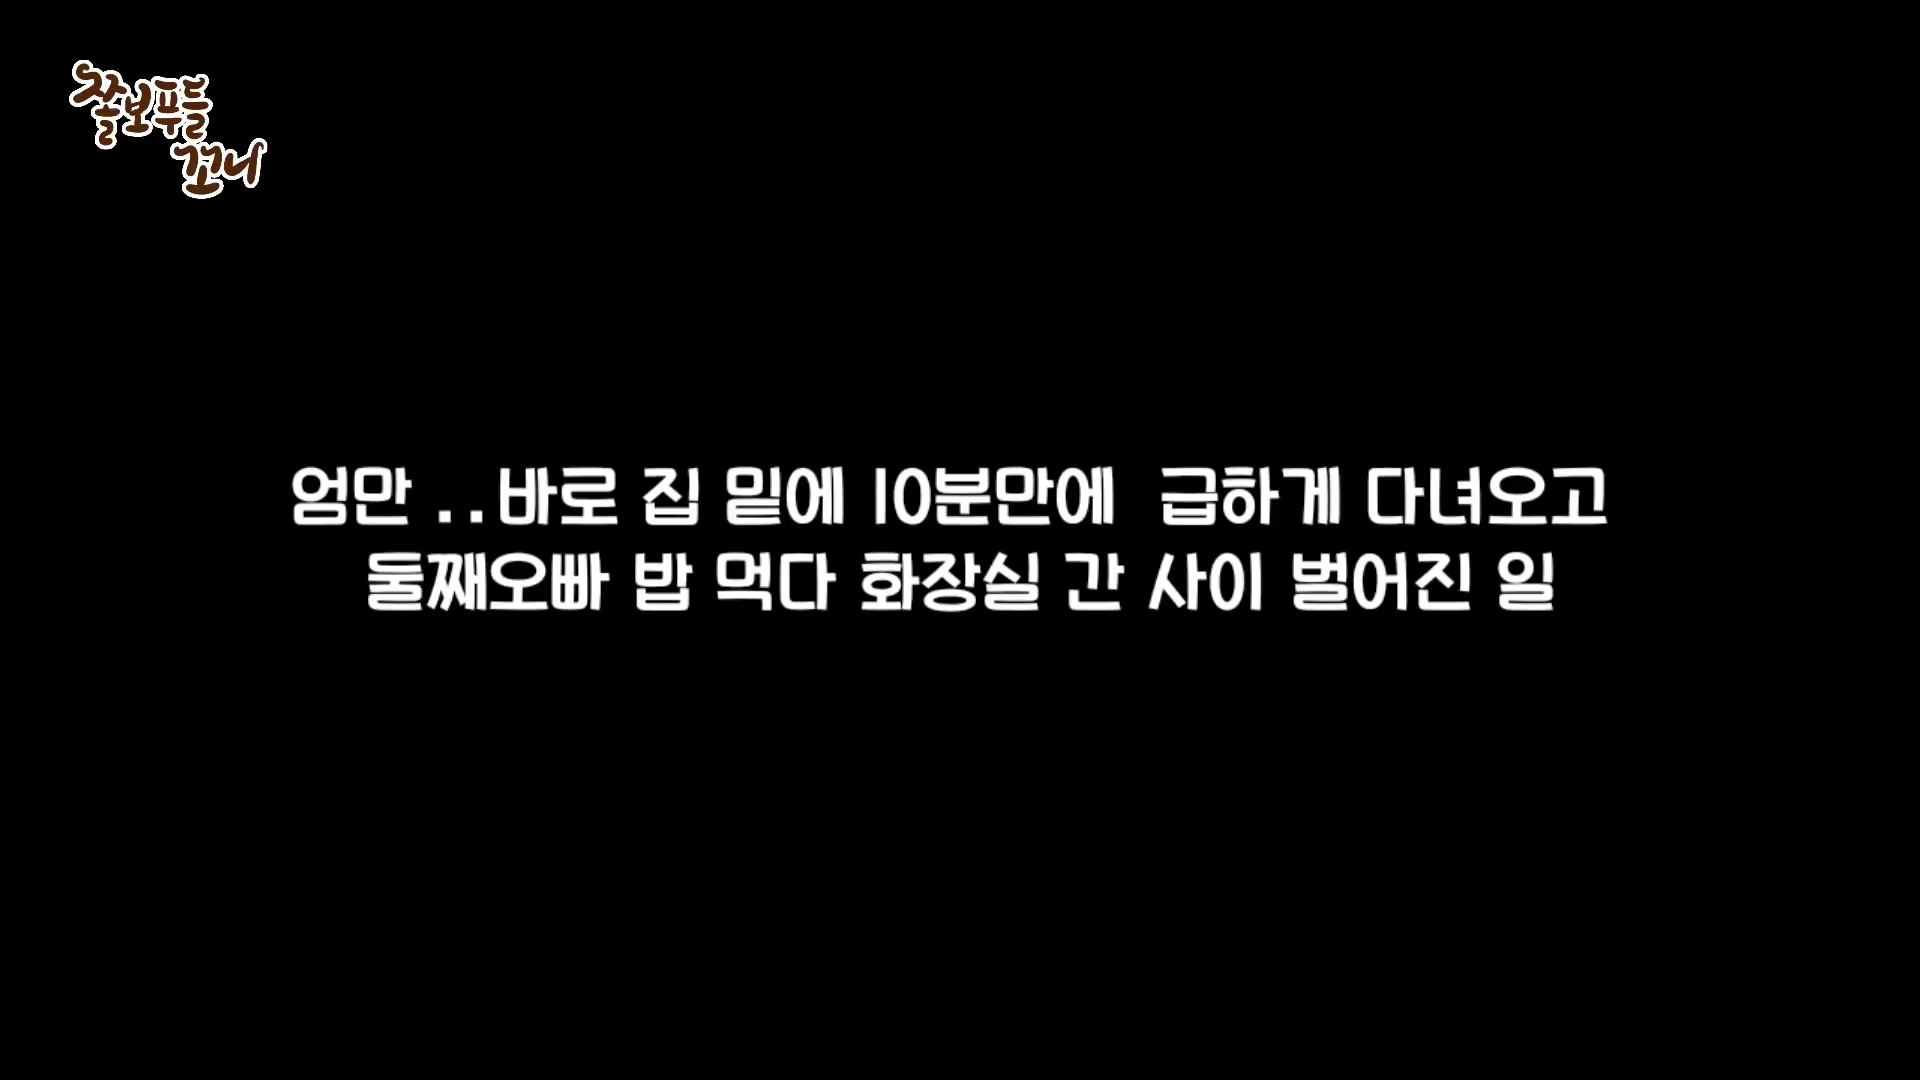 쫄보푸들
꼬니
엄만 ..바로 집 밑에 10분만에 급하게 다녀오고
둘째오빠 밥 먹다 화장실 간 사이 벌어진 일